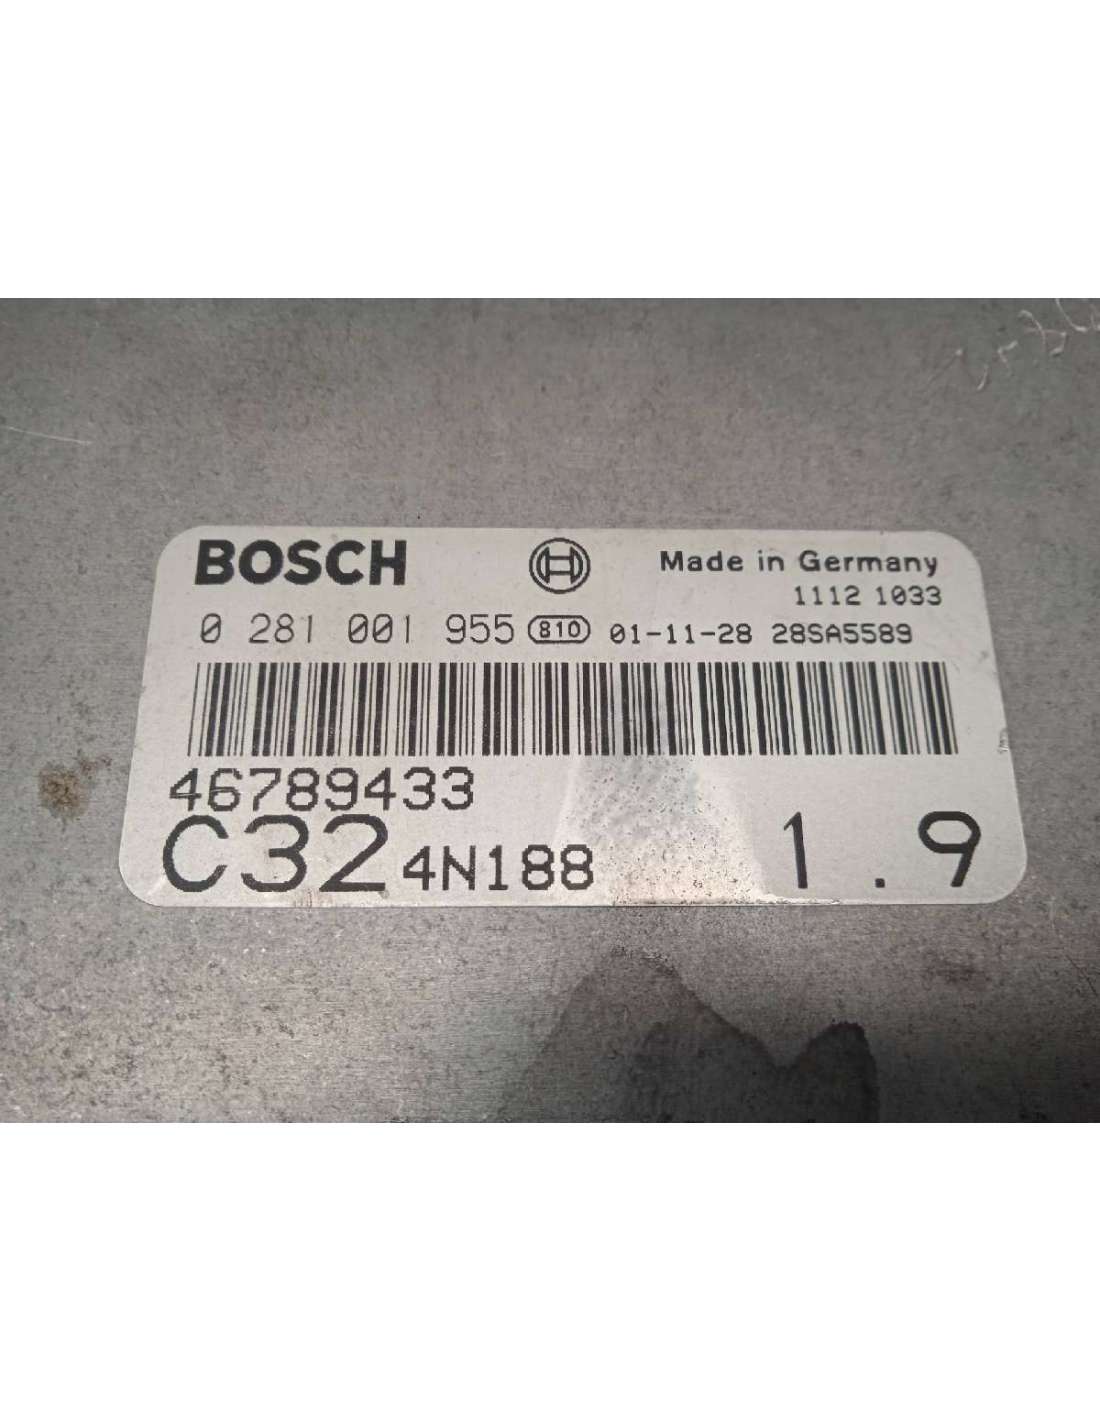 BOSCH Made in Germany
1112 1033
0 281 001 955 810 01-11-28 28SA5589
46789433
C32 4N188 1.9